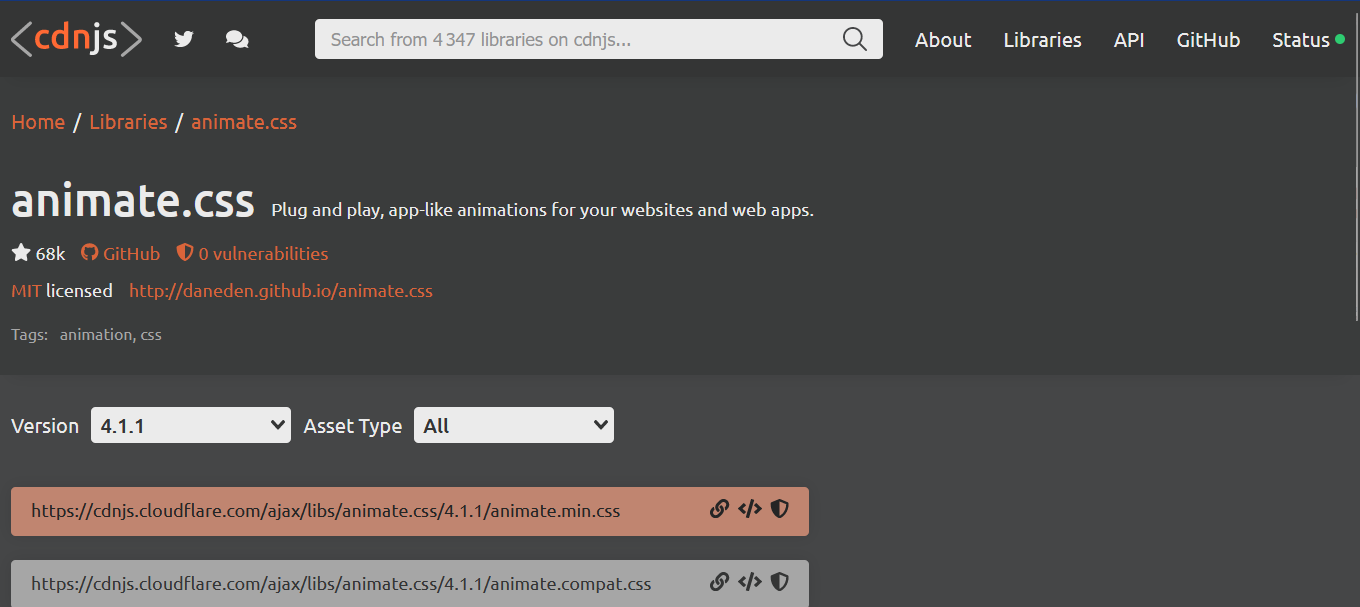 <cdnjs>
Search from 4 347 libraries on cdnjs...
About
Libraries
API
GitHub
Status
Home / Libraries / animate.css
animate.css Plug and play, app-like animations for your websites and web apps.
68k GitHub 0 vulnerabilities
MIT licensed http://daneden.github.io/animate.css
Tags: animation, css
Version 4.1.1 Asset Type All
https://cdnjs.cloudflare.com/ajax/libs/animate.css/4.1.1/animate.min.css
https://cdnjs.cloudflare.com/ajax/libs/animate.css/4.1.1/animate.compat.css